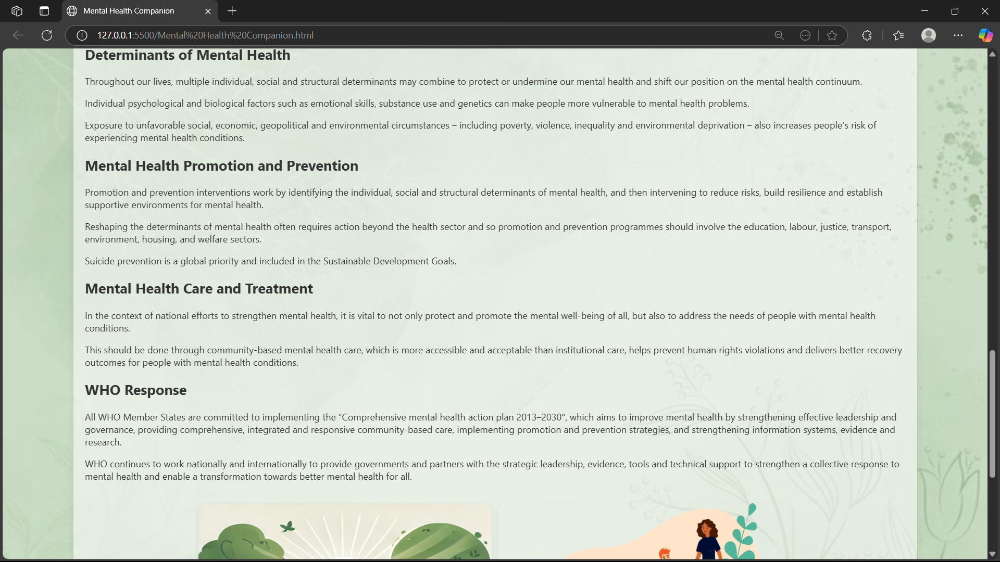 Mental Health Companion
127.0.0.1:5500/Mental%20Health%20Companion.html
Determinants of Mental Health
Throughout our lives, multiple individual, social and structural determinants may combine to protect or undermine our mental health and shift our position on the mental health continuum.
Individual psychological and biological factors such as emotional skills, substance use and genetics can make people more vulnerable to mental health problems.
Exposure to unfavorable social, economic, geopolitical and environmental circumstances – including poverty, violence, inequality and environmental deprivation – also increases people’s risk of
experiencing mental health conditions.
Mental Health Promotion and Prevention
Promotion and prevention interventions work by identifying the individual, social and structural determinants of mental health, and then intervening to reduce risks, build resilience and establish
supportive environments for mental health.
Reshaping the determinants of mental health often requires action beyond the health sector and so promotion and prevention programmes should involve the education, labour, justice, transport,
environment, housing, and welfare sectors.
Suicide prevention is a global priority and included in the Sustainable Development Goals.
Mental Health Care and Treatment
In the context of national efforts to strengthen mental health, it is vital to not only protect and promote the mental well-being of all, but also to address the needs of people with mental health
conditions.
This should be done through community-based mental health care, which is more accessible and acceptable than institutional care, helps prevent human rights violations and delivers better recovery
outcomes for people with mental health conditions.
WHO Response
All WHO Member States are committed to implementing the “Comprehensive mental health action plan 2013–2030", which aims to improve mental health by strengthening effective leadership and
governance, providing comprehensive, integrated and responsive community-based care, implementing promotion and prevention strategies, and strengthening information systems, evidence and
research.
WHO continues to work nationally and internationally to provide governments and partners with the strategic leadership, evidence, tools and technical support to strengthen a collective response to
mental health and enable a transformation towards better mental health for all.